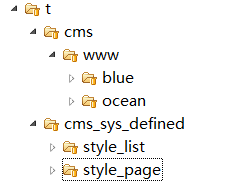 t
cms
www
blue
ocean
cms_sys_defined
style_list
style_page